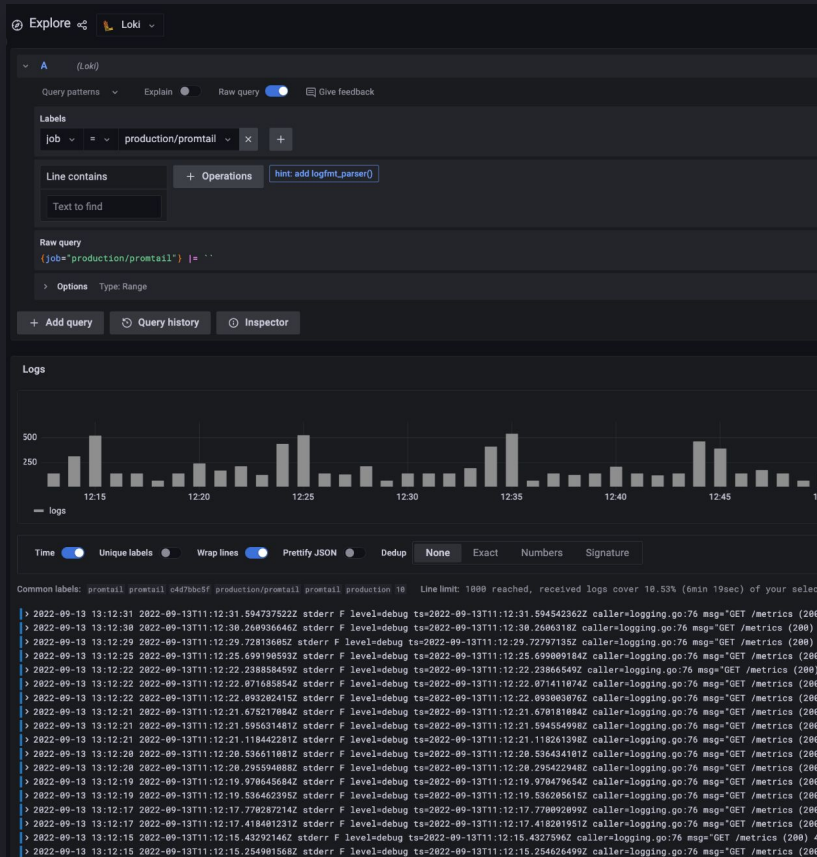 Explore Loki
A (Loki)
Query patterns Explain Raw query Give feedback
Labels
job = production/promtail × +
Line contains + Operations hint: add logfmt_parser()
Text to find
Raw query
{job="production/promtail"} |= ``
> Options Type: Range
+ Add query Query history Inspector
Logs
500
250
12:15 12:20 12:25 12:30 12:35 12:40 12:45 1
logs
Time Unique labels Wrap lines Prettify JSON Dedup None Exact Numbers Signature
Common labels: promtail promtail c4d7bbc5f production/promtail promtail production 10 Line limit: 1000 reached, received logs cover 10.53% (6min 19sec) of your selec
> 2022-09-13 13:12:31 2022-09-13T11:12:31.594737522Z stderr F level=debug ts=2022-09-13T11:12:31.594542362Z caller=logging.go:76 msg="GET /metrics (200
> 2022-09-13 13:12:30 2022-09-13T11:12:30.260936646Z stderr F level=debug ts=2022-09-13T11:12:30.2606318Z caller=logging.go:76 msg="GET /metrics (200)
> 2022-09-13 13:12:29 2022-09-13T11:12:29.72813605Z stderr F level=debug ts=2022-09-13T11:12:29.72797135Z caller=logging.go:76 msg="GET /metrics (200)
> 2022-09-13 13:12:25 2022-09-13T11:12:25.699190593Z stderr F level=debug ts=2022-09-13T11:12:25.699009184Z caller=logging.go:76 msg="GET /metrics (200
> 2022-09-13 13:12:22 2022-09-13T11:12:22.238858459Z stderr F level=debug ts=2022-09-13T11:12:22.23866549Z caller=logging.go:76 msg="GET /metrics (200)
> 2022-09-13 13:12:22 2022-09-13T11:12:22.071685854Z stderr F level=debug ts=2022-09-13T11:12:22.071411074Z caller=logging.go:76 msg="GET /metrics (200
> 2022-09-13 13:12:22 2022-09-13T11:12:22.093202415Z stderr F level=debug ts=2022-09-13T11:12:22.093003076Z caller=logging.go:76 msg="GET /metrics (200
> 2022-09-13 13:12:21 2022-09-13T11:12:21.675217084Z stderr F level=debug ts=2022-09-13T11:12:21.670181084Z caller=logging.go:76 msg="GET /metrics (200
> 2022-09-13 13:12:21 2022-09-13T11:12:21.595631481Z stderr F level=debug ts=2022-09-13T11:12:21.594554998Z caller=logging.go:76 msg="GET /metrics (200
> 2022-09-13 13:12:21 2022-09-13T11:12:21.118442281Z stderr F level=debug ts=2022-09-13T11:12:21.118261398Z caller=logging.go:76 msg="GET /metrics (200
> 2022-09-13 13:12:20 2022-09-13T11:12:20.536611081Z stderr F level=debug ts=2022-09-13T11:12:20.536434101Z caller=logging.go:76 msg="GET /metrics (200
> 2022-09-13 13:12:20 2022-09-13T11:12:20.295594088Z stderr F level=debug ts=2022-09-13T11:12:20.295422948Z caller=logging.go:76 msg="GET /metrics (200
> 2022-09-13 13:12:19 2022-09-13T11:12:19.970645684Z stderr F level=debug ts=2022-09-13T11:12:19.970479654Z caller=logging.go:76 msg="GET /metrics (200
> 2022-09-13 13:12:19 2022-09-13T11:12:19.536462395Z stderr F level=debug ts=2022-09-13T11:12:19.536205615Z caller=logging.go:76 msg="GET /metrics (200
> 2022-09-13 13:12:17 2022-09-13T11:12:17.770287214Z stderr F level=debug ts=2022-09-13T11:12:17.770092099Z caller=logging.go:76 msg="GET /metrics (200
> 2022-09-13 13:12:17 2022-09-13T11:12:17.418401231Z stderr F level=debug ts=2022-09-13T11:12:17.418201951Z caller=logging.go:76 msg="GET /metrics (200
> 2022-09-13 13:12:15 2022-09-13T11:12:15.43292146Z stderr F level=debug ts=2022-09-13T11:12:15.4327596Z caller=logging.go:76 msg="GET /metrics (200) 4
> 2022-09-13 13:12:15 2022-09-13T11:12:15.254901568Z stderr F level=debug ts=2022-09-13T11:12:15.254626499Z caller=logging.go:76 msg="GET /metrics (200